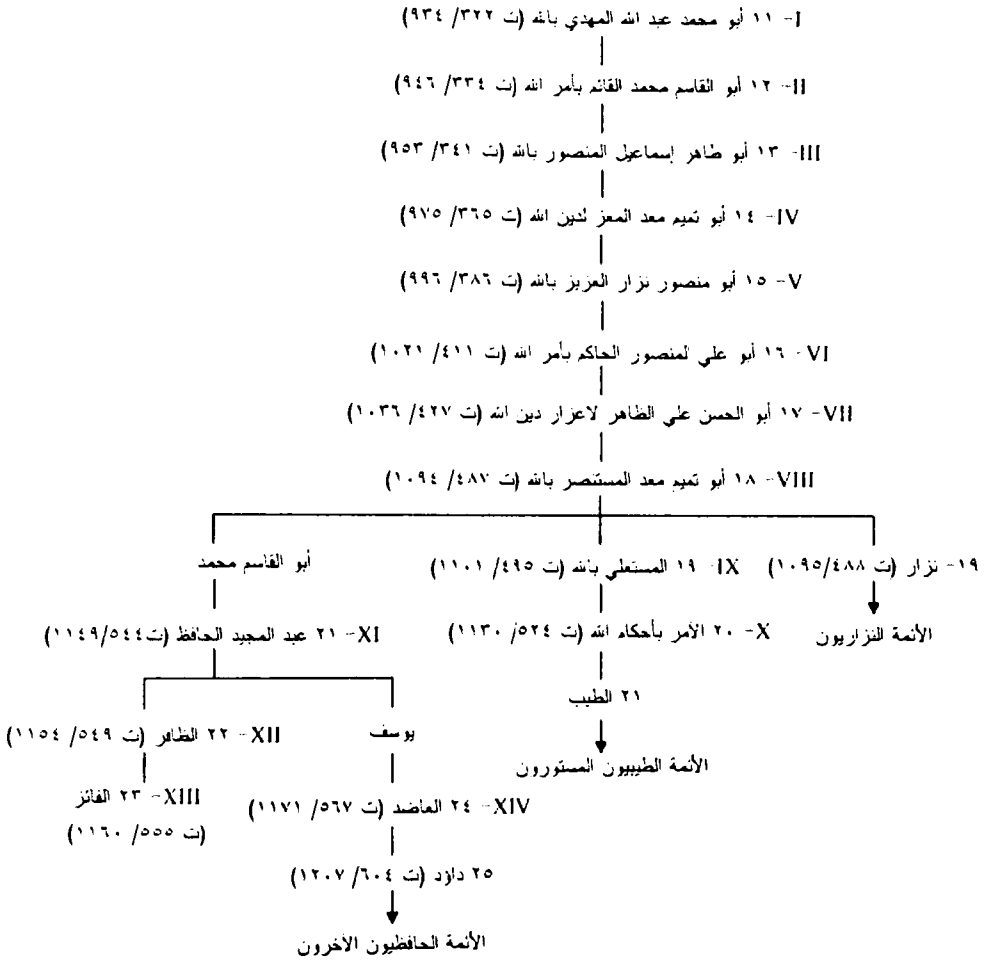 I- ١١ أبو محمد عبد الله المهدي بالله (ت ٣٢٢/ ٩٣٤)
II- ١٢ أبو القاسم محمد القائم بأمر الله (ت ٣٣٤/ ٩٤٦)
III- ١٣ أبو طاهر إسماعيل المنصور بالله (ت ٣٤١/ ٩٥٣)
IV- ١٤ أبو تميم معد المعز لدين الله (ت ٣٦٥/ ٩٧٥)
V- ١٥ أبو منصور نزار العزيز بالله (ت ٣٨٦/ ٩٩٦)
VI- ١٦ أبو علي المنصور الحاكم بأمر الله (ت ٤١١/ ١٠٢١)
VII- ١٧ أبو الحسن علي الظاهر لاعزار دين الله (ت ٤٢٧/ ١٠٣٦)
VIII- ١٨ أبو تميم معد المستنصر بالله (ت ٤٨٧/ ١٠٩٤)
١٩- نزار (ت ٤٨٨/١٠٩٥)
IX- ١٩ المستعلي بالله (ت ٤٩٥/ ١١٠١)
أبو القاسم محمد
الأئمة النزاريون
X- ٢٠ الآمر بأحكام الله (ت ٥٢٤/ ١١٣٠)
XI- ٢١ عبد المجيد الحافظ (ت٥٤٤/١١٤٩)
٢١ الطيب
يوسف
XII- ٢٢ الظافر (ت ٥٤٩/ ١١٥٤)
الأئمة الطيبيون المستورون
XIV- ٢٤ العاضد (ت ٥٦٧/ ١١٧١)
XIII- ٢٣ الفائز
(ت ٥٥٥/ ١١٦٠)
٢٥ داؤد (ت ٦٠٤/ ١٢٠٧)
الأئمة الحافظيون الآخرون